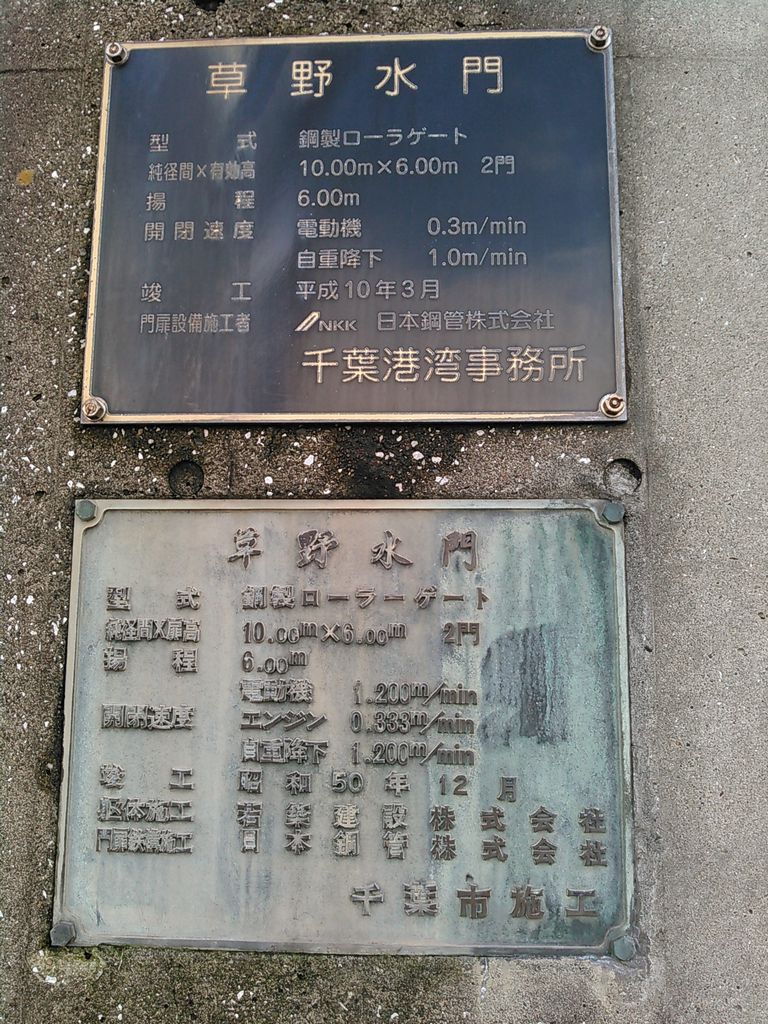 草野水門
型式 鋼製ローラゲート
純径間×有効高 10.00m×6.00m 2門
揚程 6.00m
開閉速度 電動機 0.3m/min
自重降下 1.0m/min
竣工 平成10年3月
門扉設備施工者 NKK 日本鋼管株式会社
千葉港湾事務所
草野水門
型式 鋼製ローラーゲート
純径間×扉高 10.00m×6.00m 2門
揚程 6.00m
電動機 1.200m/min
開閉速度 エンジン 0.333m/min
自重降下 1.200m/min
竣工 昭和50年12月
躯体施工 若築建設株式会社
門扉鉄構施工 日本鋼管株式会社
千葉市施工